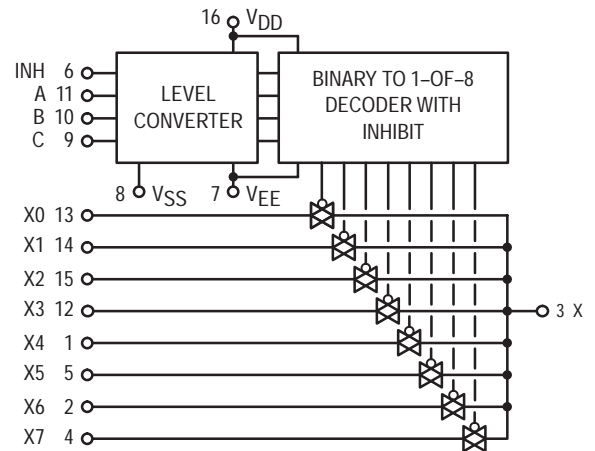 16 VDD
INH 6
A 11
B 10
C 9
LEVEL
CONVERTER
BINARY TO 1–OF–8
DECODER WITH
INHIBIT
8 VSS
7 VEE
X0 13
X1 14
X2 15
X3 12
3 X
X4 1
X5 5
X6 2
X7 4